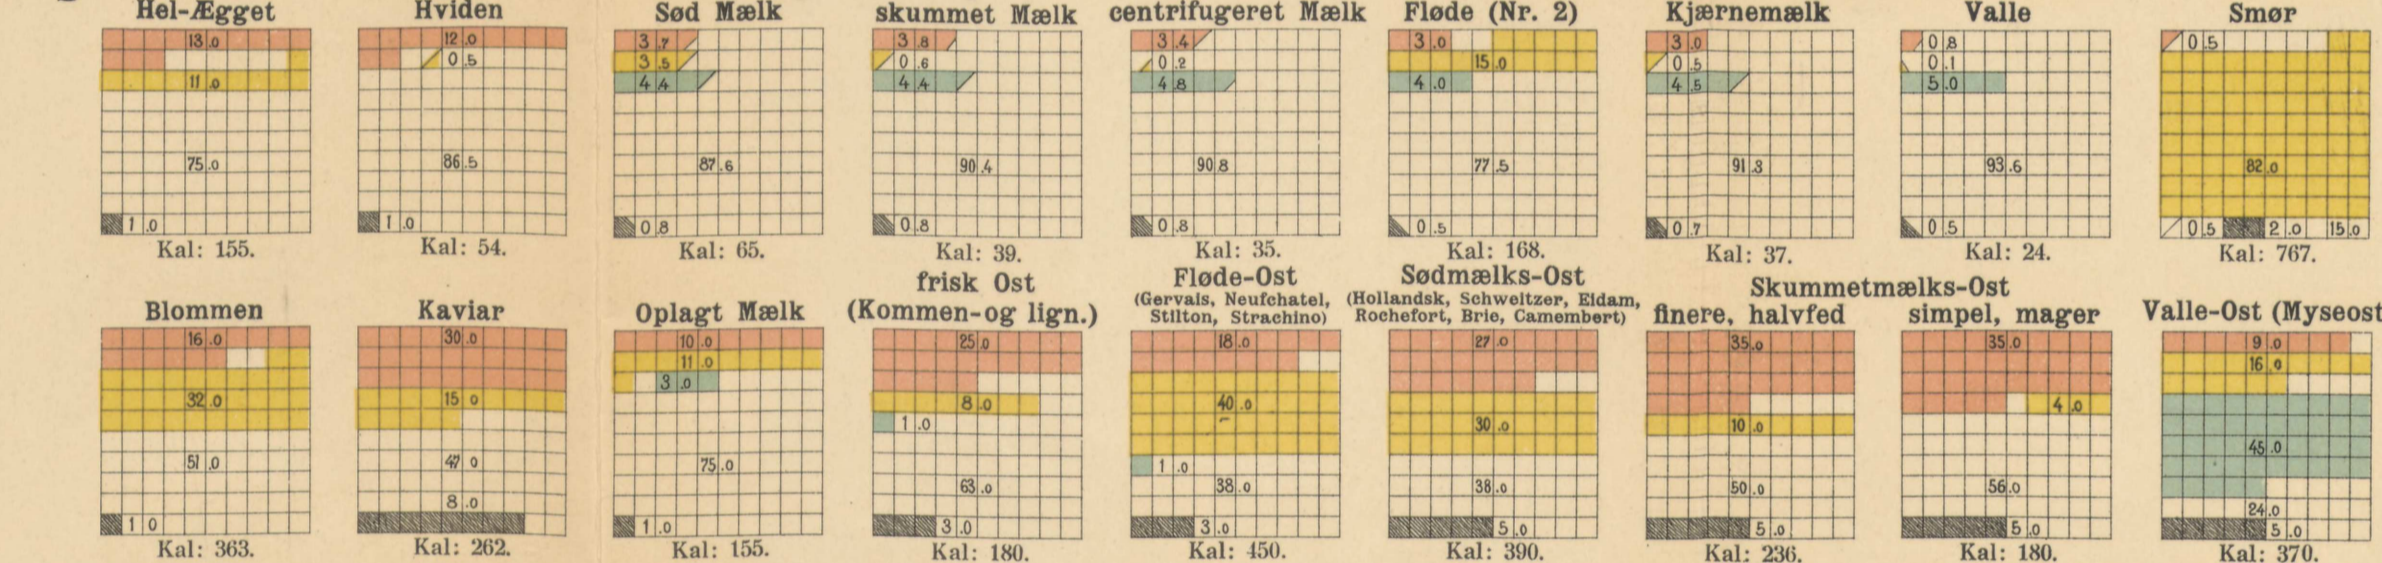 Hel-Ægget
13.0
11.0
75.0
1.0
Kal: 155.
Hviden
12.0
0.5
86.5
1.0
Kal: 54.
Sød Mælk
3.7
3.5
4.4
87.6
0.8
Kal: 65.
skummet Mælk
3.8
0.6
4.4
90.4
0.8
Kal: 39.
centrifugeret Mælk
3.4
0.2
4.8
90.8
0.8
Kal: 35.
Fløde (Nr. 2)
3.0
15.0
4.0
77.5
0.5
Kal: 168.
Kjærnemælk
3.0
0.5
4.5
91.3
0.7
Kal: 37.
Valle
0.8
0.1
5.0
93.6
0.5
Kal: 24.
Smør
0.5
82.0
0.5 2.0 15.0
Kal: 767.
Blommen
16.0
32.0
51.0
1.0
Kal: 363.
Kaviar
30.0
15.0
47.0
8.0
Kal: 262.
Oplagt Mælk
10.0
11.0
3.0
75.0
1.0
Kal: 155.
frisk Ost
(Kommen-og lign.)
25.0
8.0
1.0
63.0
3.0
Kal: 180.
Fløde-Ost
(Gervais, Neufchatel,
Stilton, Strachino)
18.0
40.0
1.0
38.0
3.0
Kal: 450.
Sødmælks-Ost
(Hollandsk, Schweitzer, Eidam,
Rochefort, Brie, Camembert)
27.0
30.0
38.0
5.0
Kal: 390.
Skummetmælks-Ost
finere, halvfed
35.0
10.0
50.0
5.0
Kal: 236.
simpel, mager
35.0
4.0
56.0
5.0
Kal: 180.
Valle-Ost (Myseost
9.0
16.0
45.0
24.0
5.0
Kal: 370.